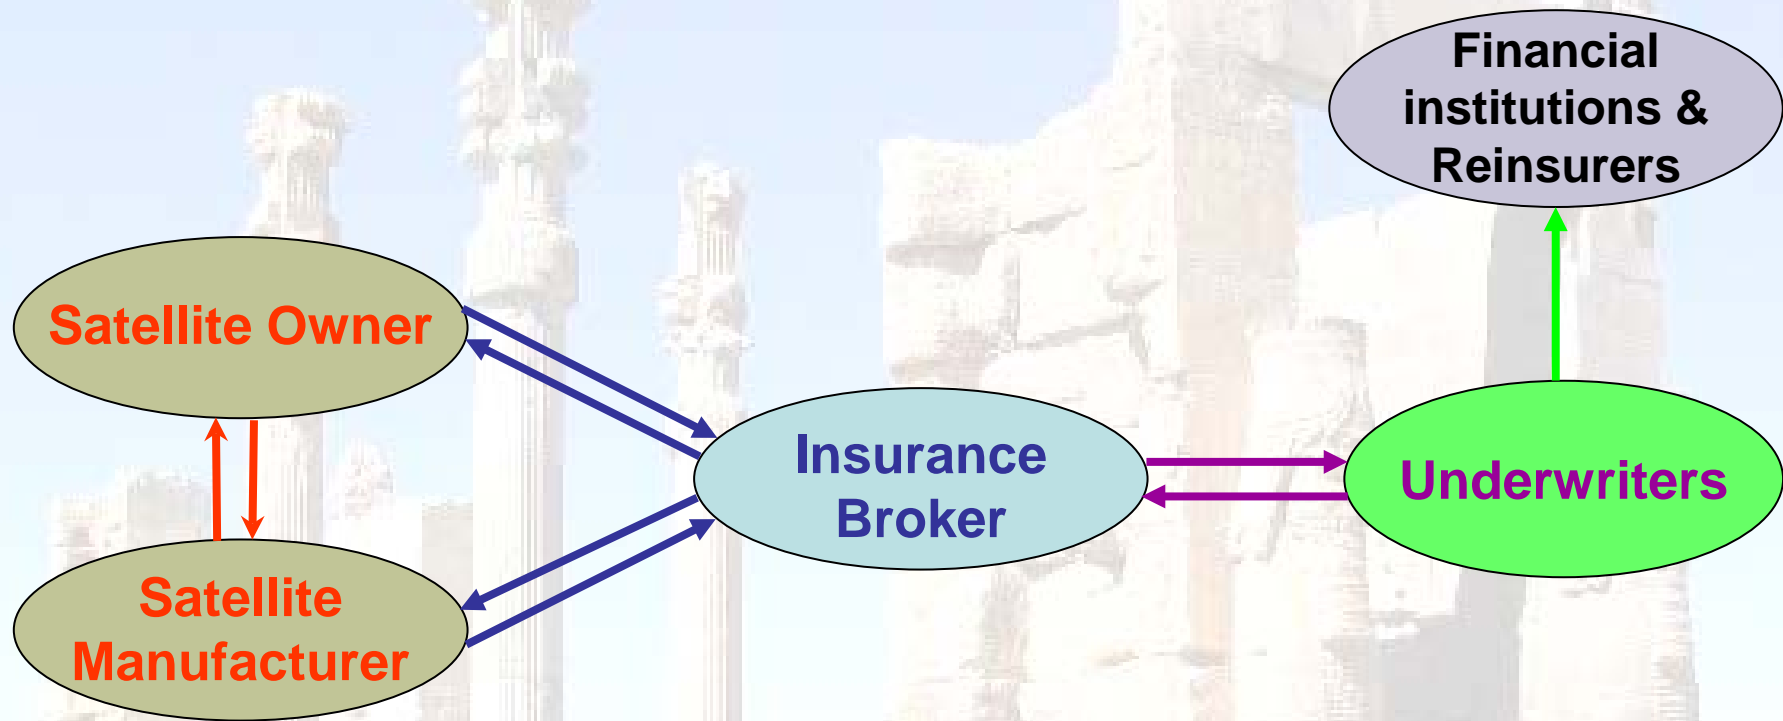 Financial
institutions &
Reinsurers
Satellite Owner
Insurance
Broker
Underwriters
Satellite
Manufacturer